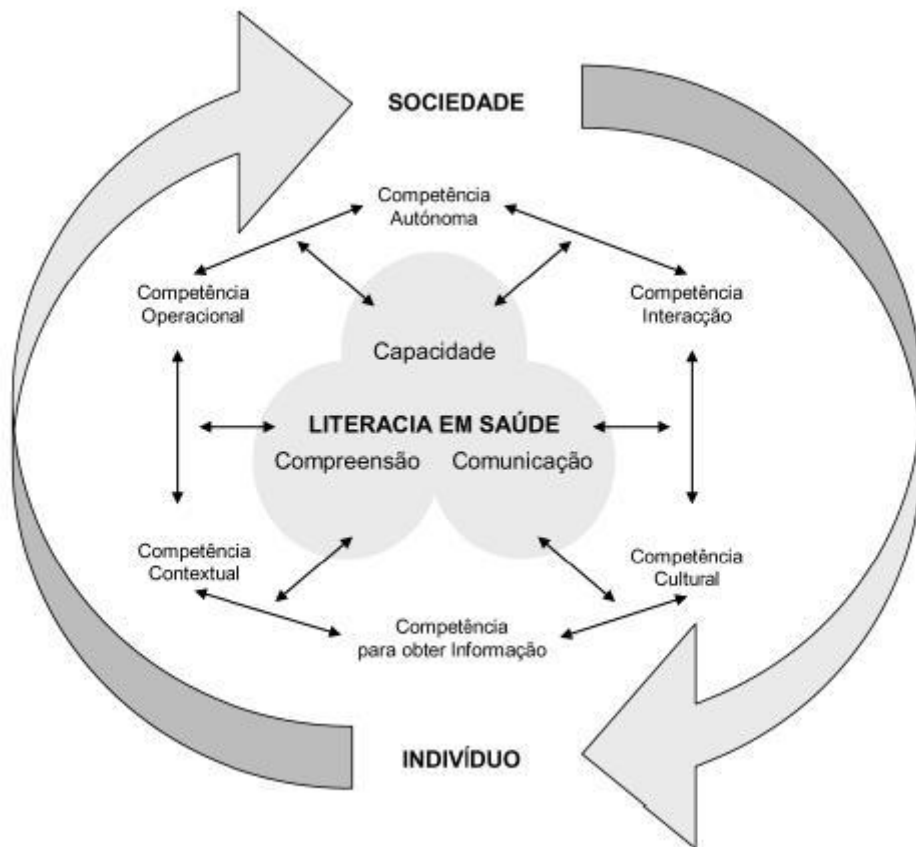 SOCIEDADE
Competência
Autónoma
Competência
Operacional
Competência
Interacção
Capacidade
LITERACIA EM SAÚDE
Compreensão
Comunicação
Competência
Contextual
Competência
Cultural
Competência
para obter Informação
INDIVÍDUO